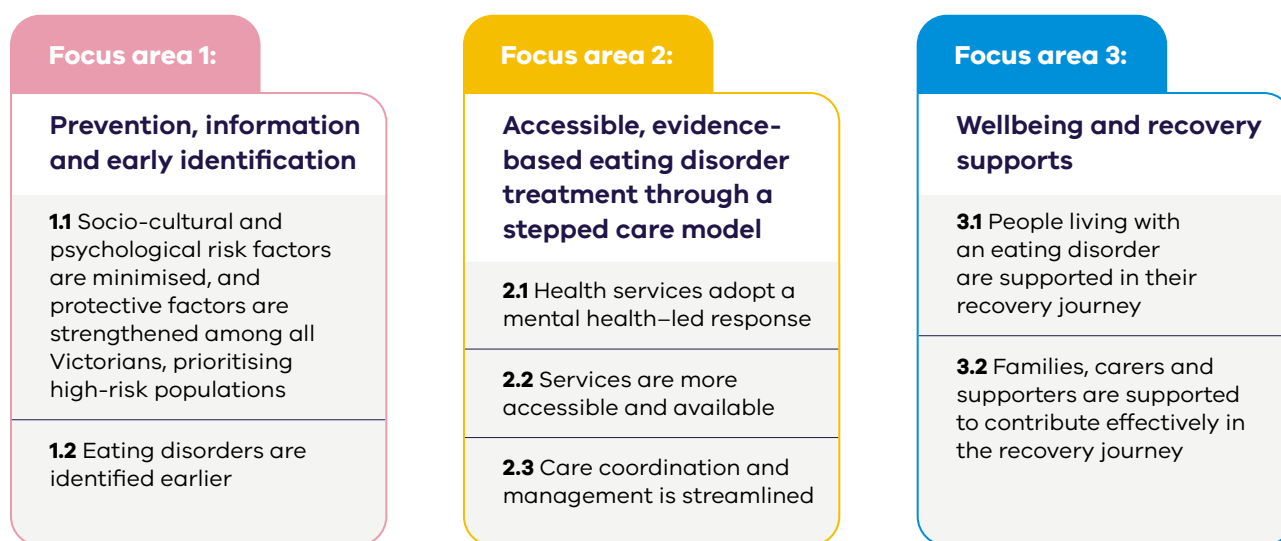 Focus area 1:
Prevention, information
and early identification
1.1 Socio-cultural and
psychological risk factors
are minimised, and
protective factors are
strengthened among all
Victorians, prioritising
high-risk populations
1.2 Eating disorders are
identified earlier
Focus area 2:
Accessible, evidence-
based eating disorder
treatment through a
stepped care model
2.1 Health services adopt a
mental health–led response
2.2 Services are more
accessible and available
2.3 Care coordination and
management is streamlined
Focus area 3:
Wellbeing and recovery
supports
3.1 People living with
an eating disorder
are supported in their
recovery journey
3.2 Families, carers and
supporters are supported
to contribute effectively in
the recovery journey